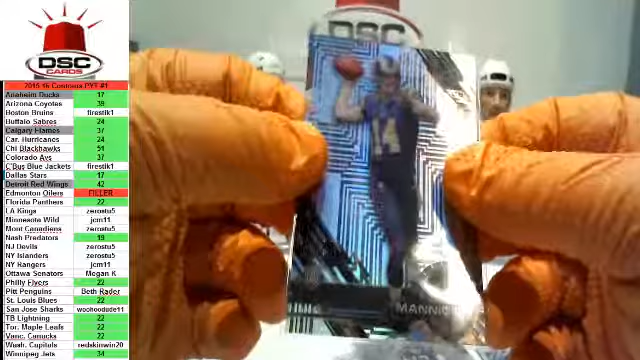 DSC
CARDS
2015-16 Contours PYT #1
Anaheim Ducks 17
Arizona Coyotes 39
Boston Bruins firestik1
Buffalo Sabres 24
Calgary Flames 37
Car. Hurricanes 24
Chi Blackhawks 51
Colorado Avs 37
C'Bus Blue Jackets firestik1
Dallas Stars 17
Detroit Red Wings 42
Edmonton Oilers FILLER
Florida Panthers 22
LA Kings zerostu5
Minnesote Wild jcm11
Mont Canadiens zerostu5
Nash Predators 19
NJ Devils zerostu5
NY Islanders zerostu5
NY Rangers jcm11
Ottawa Senators Megan K
Philly Flyers 22
Pitt Penguins Beth Rader
St. Louis Blues 22
San Jose Sharks woohoodude11
TB Lightning 22
Tor. Maple Leafs 22
Vanc. Canucks 22
Wash. Capitols redskinwin20
Winnipeg Jets 34
DSC
14